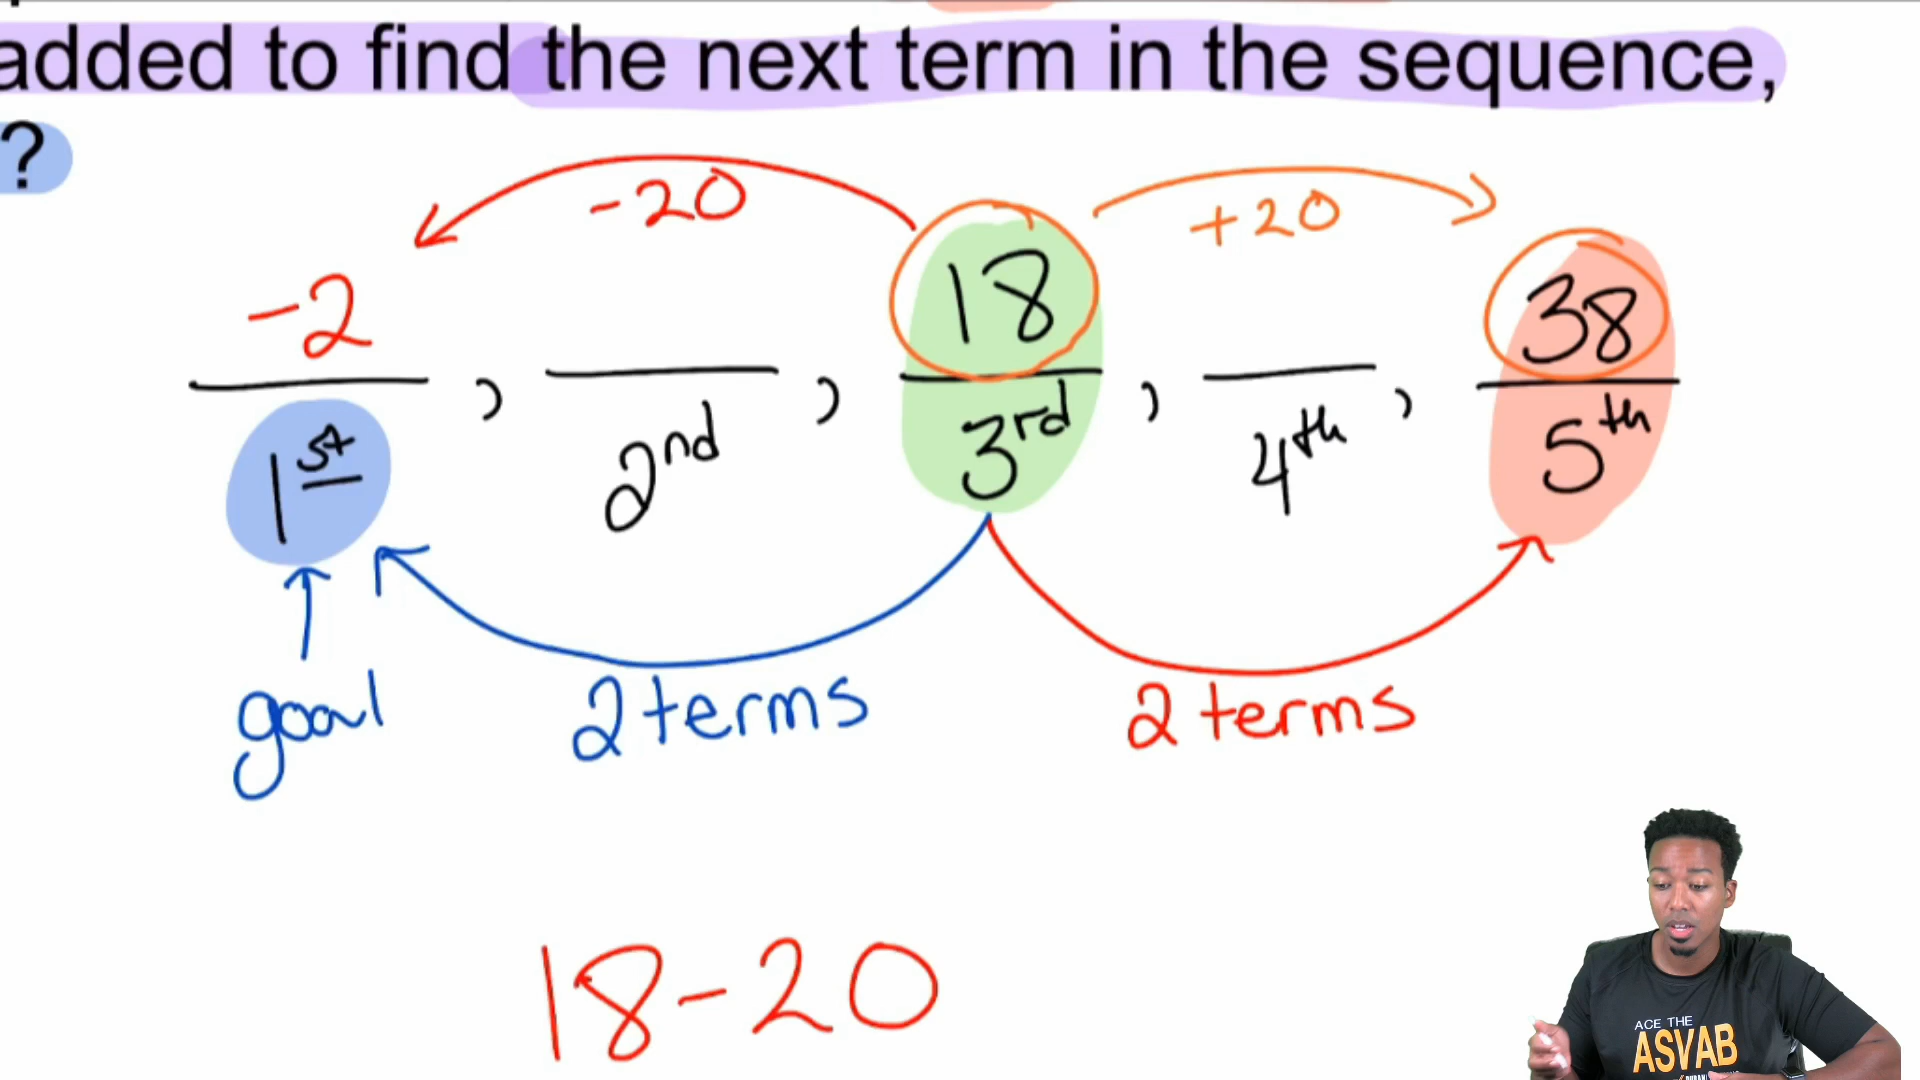 added to find the next term in the sequence,
?
-20 +20
-2 18 38
, , , ,
1st 2nd 3rd 4th 5th
goal 2 terms 2 terms
18-20
ACE THE
ASVAB